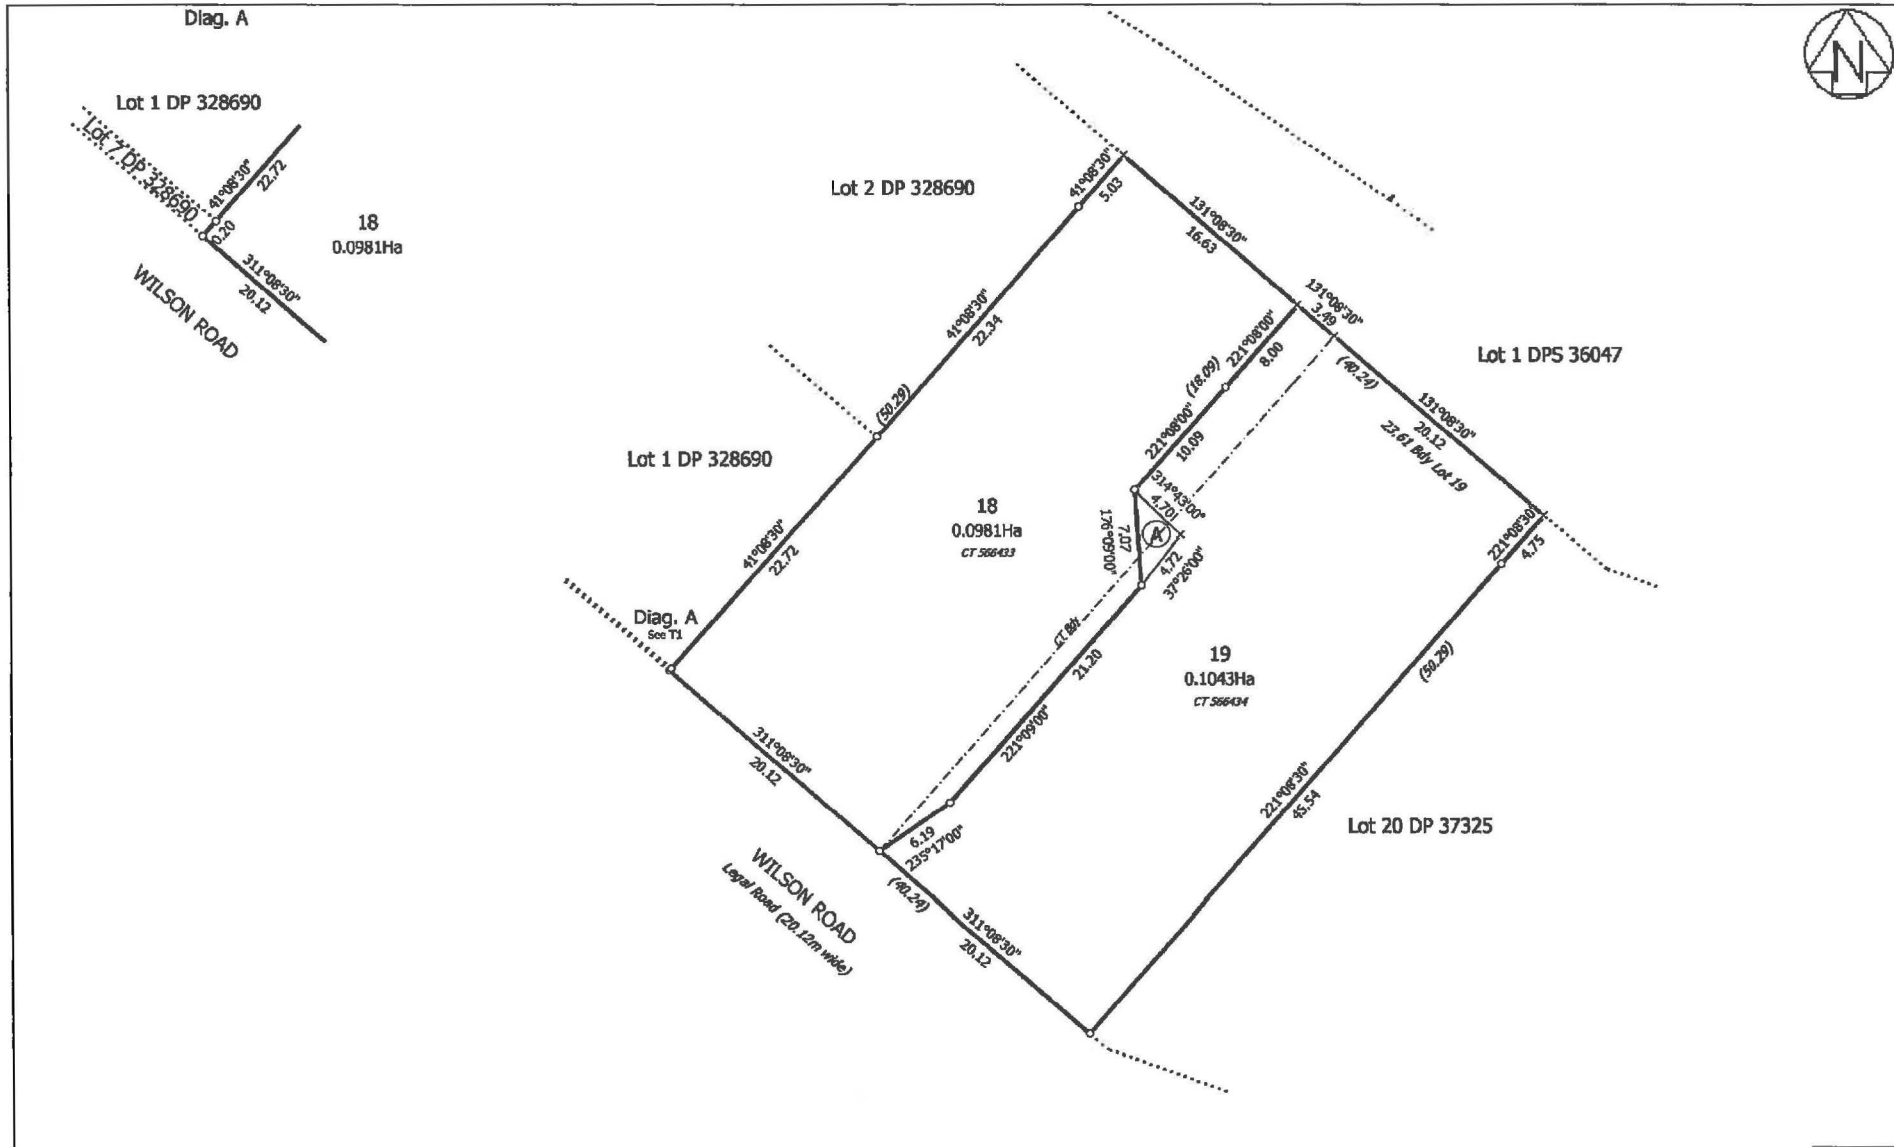 Diag. A
N
Lot 1 DP 328690
Lot 7 DP 328690
41°08'30"
22.72
0.20
18
0.0981Ha
311°08'30"
20.12
WILSON ROAD
Lot 2 DP 328690
41°08'30"
5.03
131°08'30"
16.63
131°08'30"
3.49
41°08'30"
22.34
221°08'00"
8.00
(18.09)
Lot 1 DPS 36047
(40.24)
131°08'30"
20.12
23.61 Bdy Lot 19
(50.29)
221°08'00"
10.09
Lot 1 DP 328690
314°43'00"
4.70
18
0.0981Ha
CT 566433
7.07
176°09'00"
A
4.72
37°26'00"
221°08'30"
4.75
41°08'30"
22.72
Diag. A
See T1
CT Bdy
21.20
221°09'00"
19
0.1043Ha
CT 566434
(50.29)
311°08'30"
20.12
221°08'30"
45.54
Lot 20 DP 37325
6.19
235°17'00"
WILSON ROAD
Legal Road (20.12m wide)
(40.24)
311°08'30"
20.12